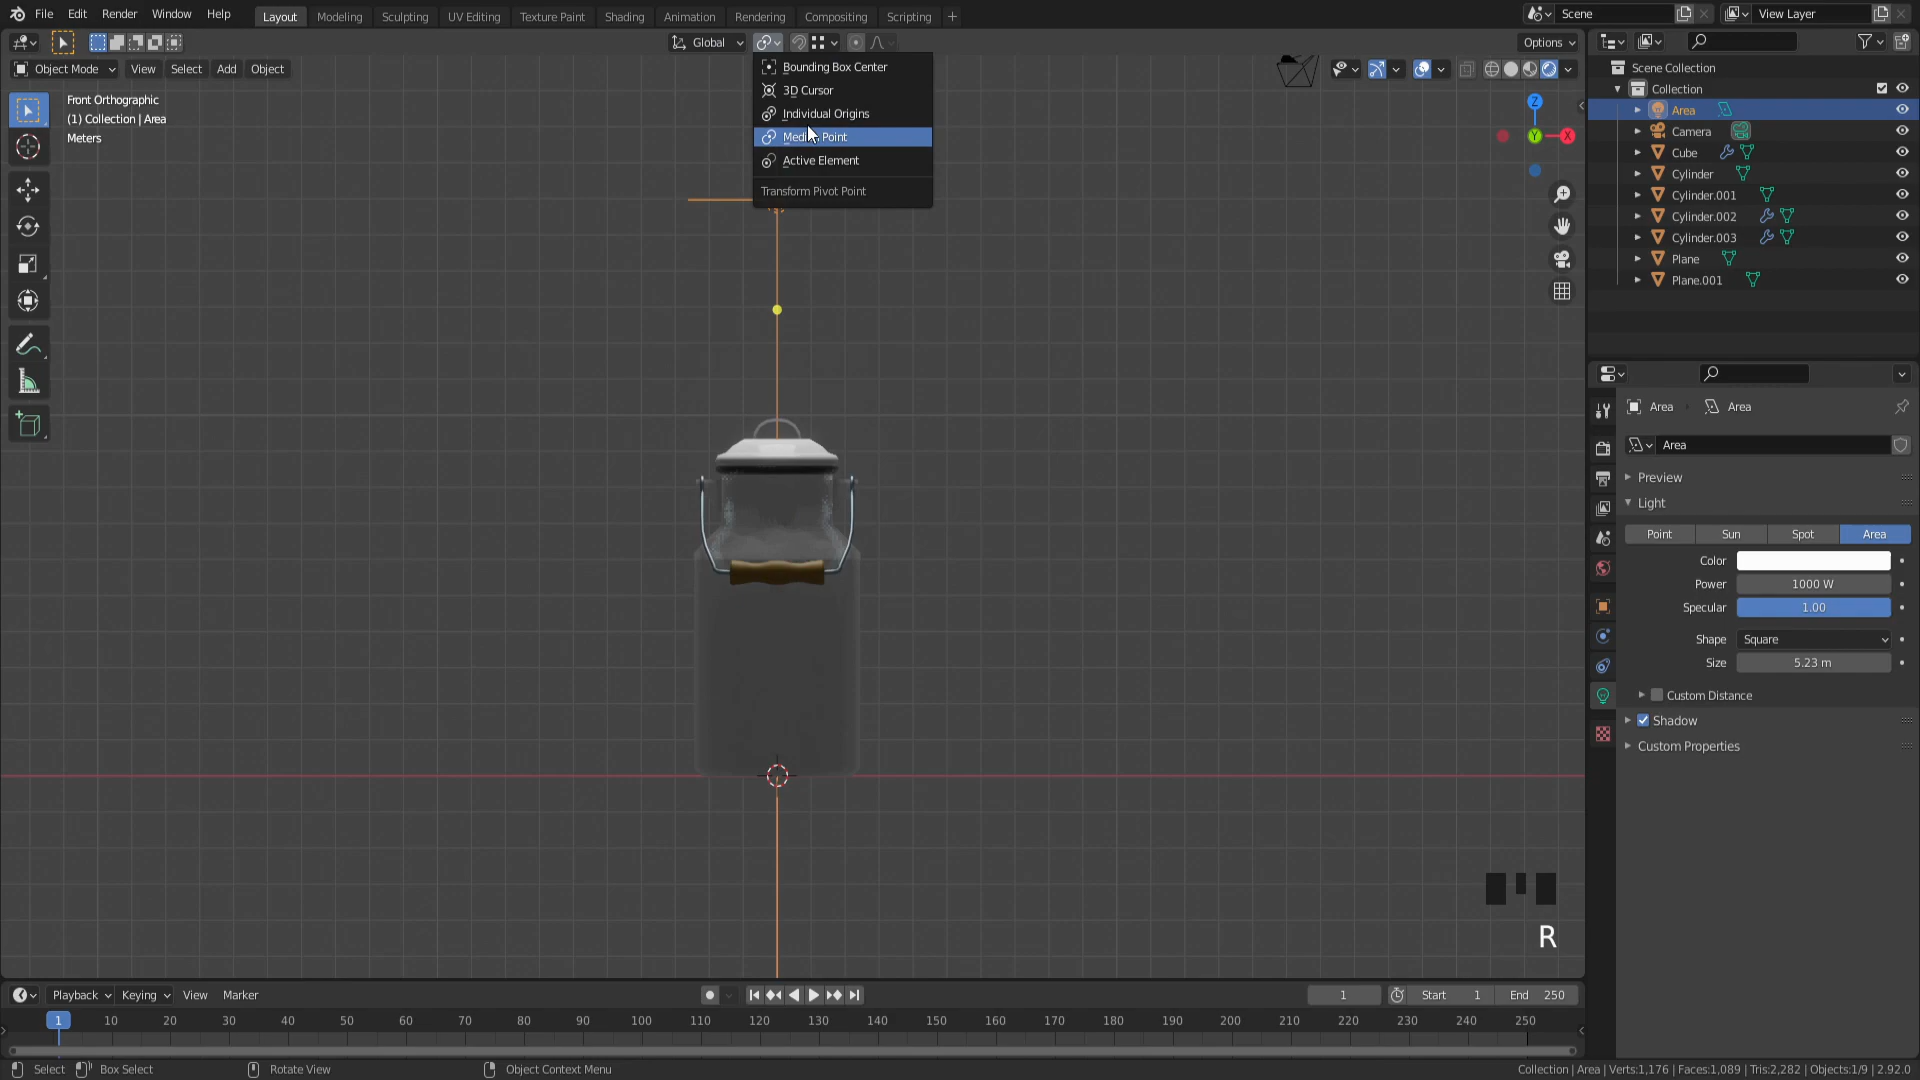 File Edit Render Window Help Layout Modeling Sculpting UV Editing Texture Paint Shading Animation Rendering Compositing Scripting + Scene View Layer
Global Options
Object Mode View Select Add Object
Front Orthographic
(1) Collection | Area
Meters
Bounding Box Center
3D Cursor
Individual Origins
Point
Active Element
Transform Pivot Point
Z
Y
X
R
Scene Collection
Collection
Area
Camera
Cube
Cylinder
Cylinder.001
Cylinder.002
Cylinder.003
Plane
Plane.001
Area Area
Area
Preview
Light
Point Sun Spot Area
Color
Power 1000 W
Specular 1.00
Shape Square
Size 5.23 m
Custom Distance
Shadow
Custom Properties
Playback Keying View Marker 1 Start 1 End 250
1 10 20 30 40 50 60 70 80 90 100 110 120 130 140 150 160 170 180 190 200 210 220 230 240 250
Select Box Select Rotate View Object Context Menu Collection | Area | Verts:1,176 | Faces:1,089 | Tris:2,282 | Objects:1/9 | 2.92.0